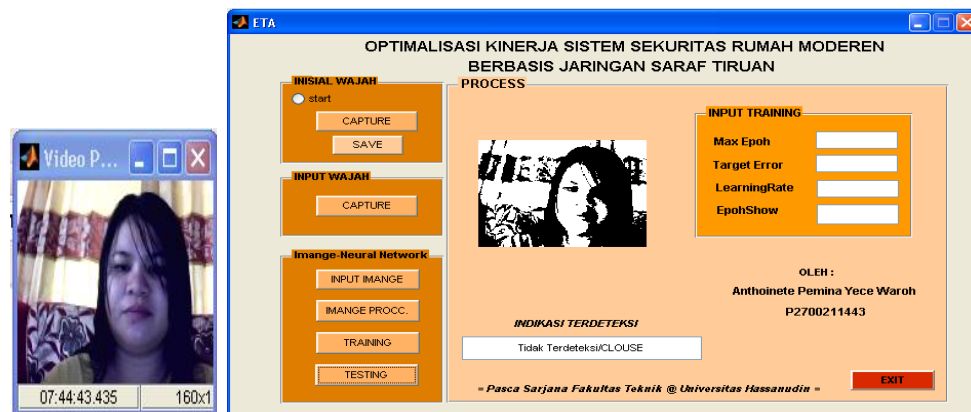 Video P...
07:44:43.435
160x1
ETA
OPTIMALISASI KINERJA SISTEM SEKURITAS RUMAH MODEREN
BERBASIS JARINGAN SARAF TIRUAN
INISIAL WAJAH
start
CAPTURE
SAVE
INPUT WAJAH
CAPTURE
Imange-Neural Network
INPUT IMANGE
IMANGE PROCC.
TRAINING
TESTING
PROCESS
INPUT TRAINING
Max Epoh
Target Error
LearningRate
EpohShow
OLEH :
Anthoinete Pemina Yece Waroh
P2700211443
INDIKASI TERDETEKSI
Tidak Terdeteksi/CLOUSE
= Pasca Sarjana Fakultas Teknik @ Universitas Hassanudin =
EXIT